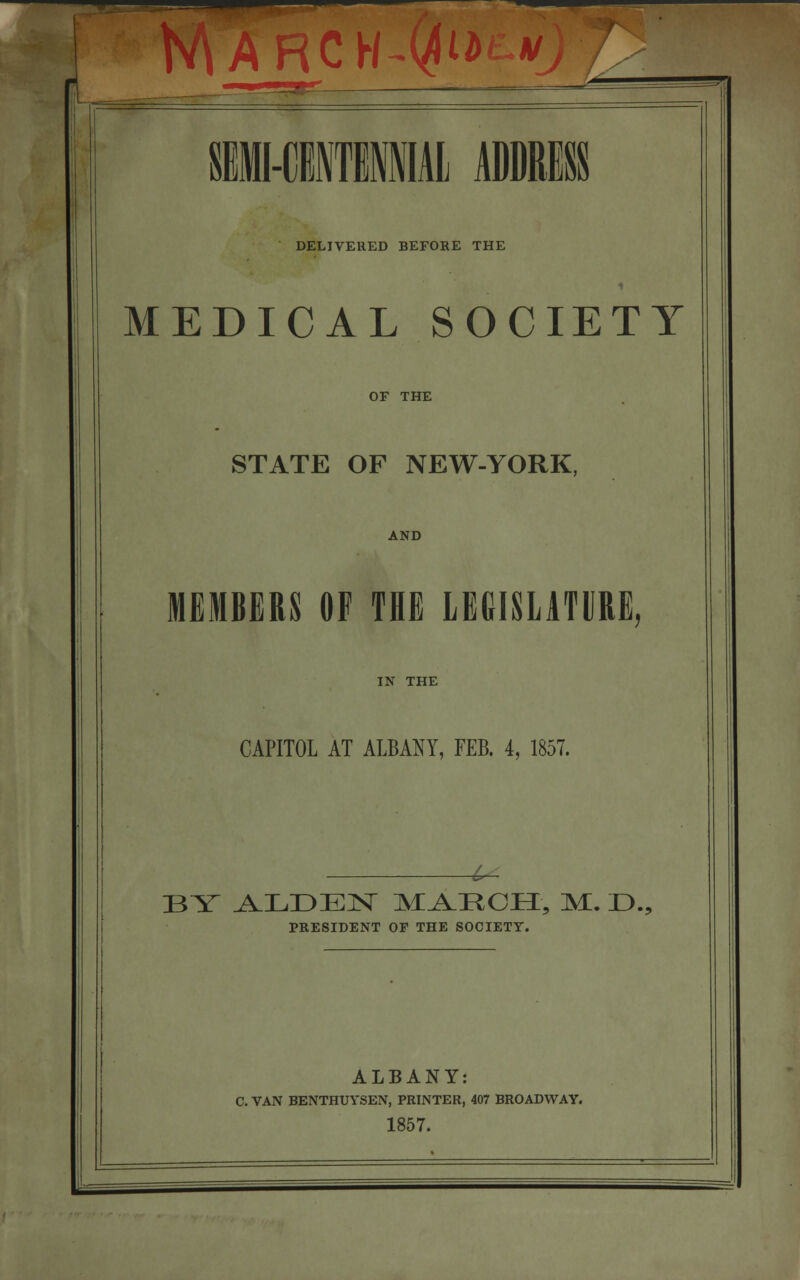 MARCH-(AlDEN)
SEMI-CENTENNIAL ADDRESS
DELIVERED BEFORE THE
MEDICAL SOCIETY
OF THE
STATE OF NEW-YORK,
AND
MEMBERS OF THE LEGISLATURE,
IN THE
CAPITOL AT ALBANY, FEB. 4, 1857.
BY ALDEN MARCH, M. D.,
PRESIDENT OF THE SOCIETY.
ALBANY:
C. VAN BENTHUYSEN, PRINTER, 407 BROADWAY.
1857.